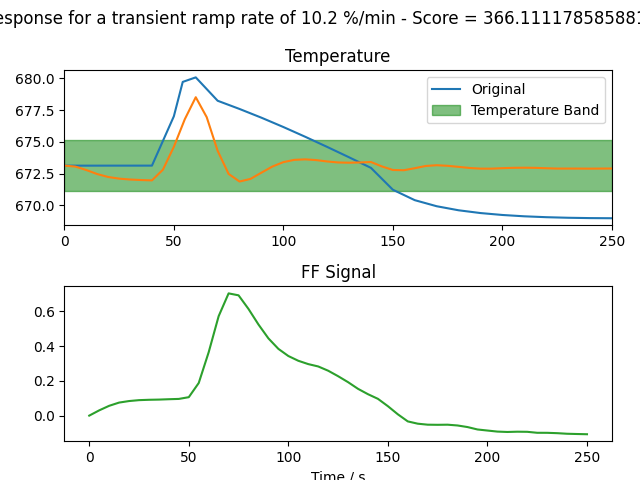 esponse for a transient ramp rate of 10.2 %/min - Score = 366.111178585881
Temperature
680.0
677.5
675.0
672.5
670.0
Original
Temperature Band
0 50 100 150 200 250
FF Signal
0.6
0.4
0.2
0.0
0 50 100 150 200 250
Time / s